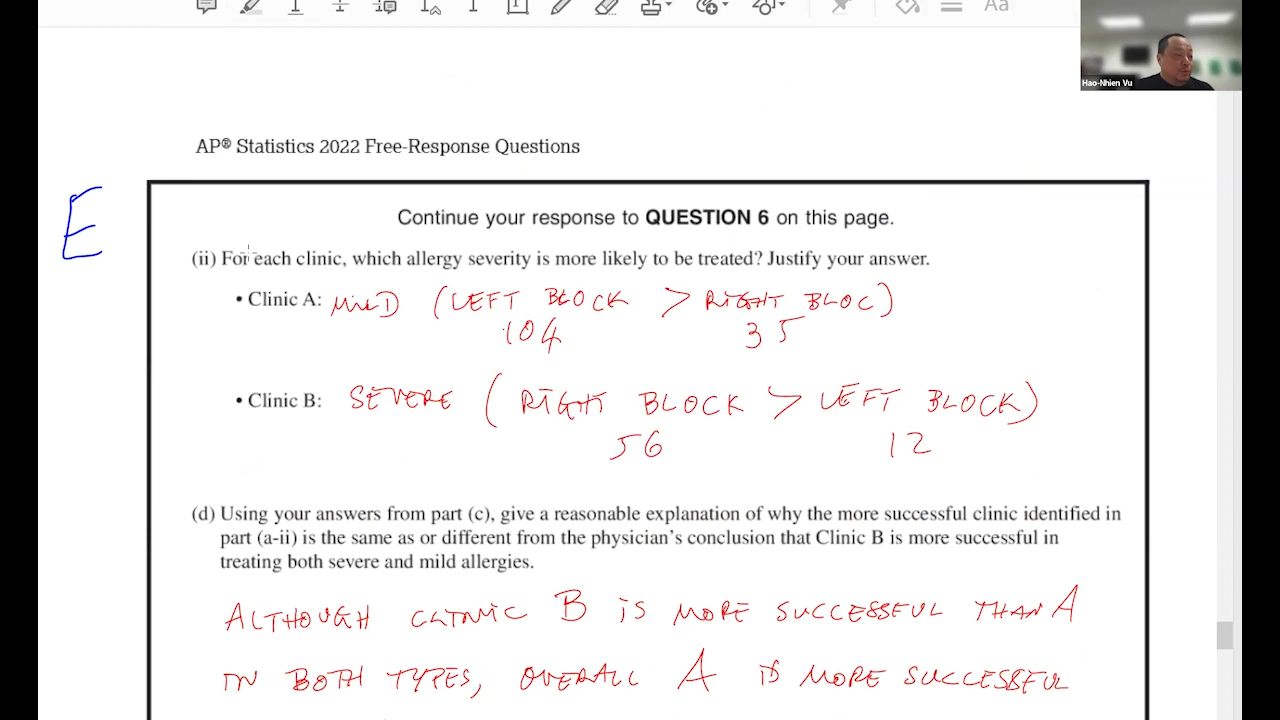 Aa
Hao-Nhien Vu
AP® Statistics 2022 Free-Response Questions
E
Continue your response to QUESTION 6 on this page.
(ii) For each clinic, which allergy severity is more likely to be treated? Justify your answer.
• Clinic A: MILD (LEFT BLOCK > RIGHT BLOC)
104 35
• Clinic B: SEVERE (RIGHT BLOCK > LEFT BLOCK)
56 12
(d) Using your answers from part (c), give a reasonable explanation of why the more successful clinic identified in
part (a-ii) is the same as or different from the physician's conclusion that Clinic B is more successful in
treating both severe and mild allergies.
ALTHOUGH CLINIC B IS MORE SUCCESSFUL THAN A
IN BOTH TYPES, OVERALL A IS MORE SUCCESSFUL